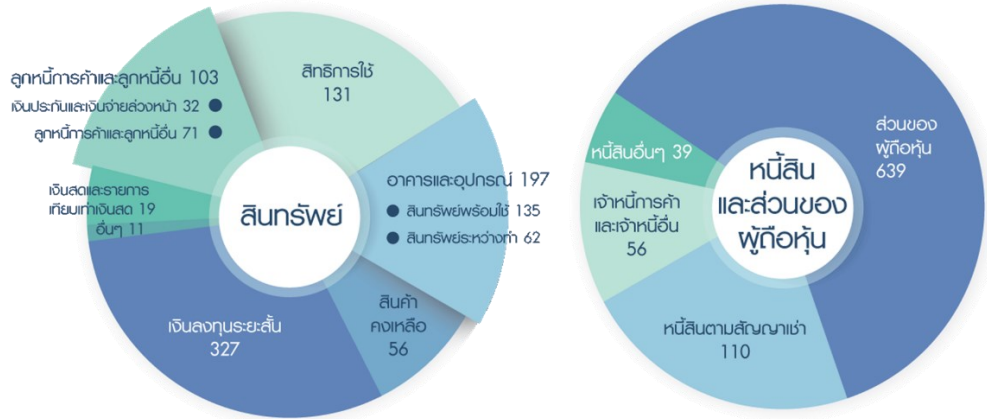 ลูกหนี้การค้าและลูกหนี้อื่น 103
เงินประกันและเงินจ่ายล่วงหน้า 32
ลูกหนี้การค้าและลูกหนี้อื่น 71
สิทธิการใช้
131
อาคารและอุปกรณ์ 197
สินทรัพย์พร้อมใช้ 135
สินทรัพย์ระหว่างทำ 62
เงินสดและรายการ
เทียบเท่าเงินสด 19
อื่นๆ 11
สินทรัพย์
เงินลงทุนระยะสั้น
327
สินค้า
คงเหลือ
56
ส่วนของ
ผู้ถือหุ้น
639
หนี้สินอื่นๆ 39
เจ้าหนี้การค้า
และเจ้าหนี้อื่น
56
หนี้สิน
และส่วนของ
ผู้ถือหุ้น
หนี้สินตามสัญญาเช่า
110